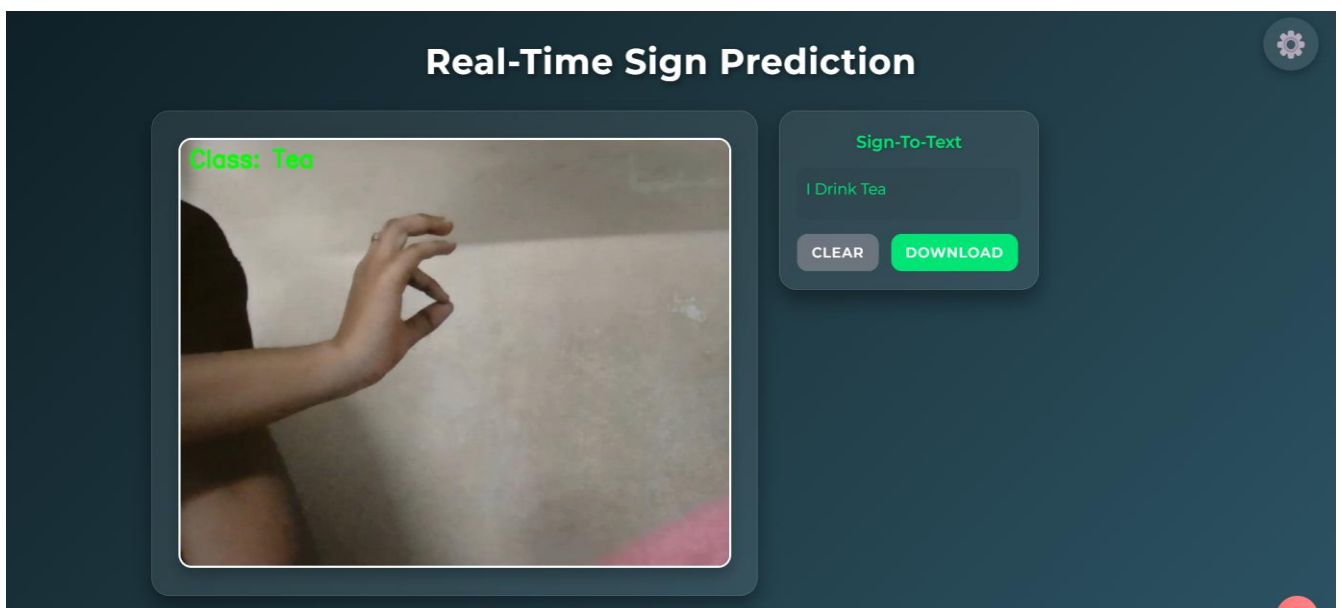 Real-Time Sign Prediction
Class: Tea
Sign-To-Text
I Drink Tea
CLEAR
DOWNLOAD